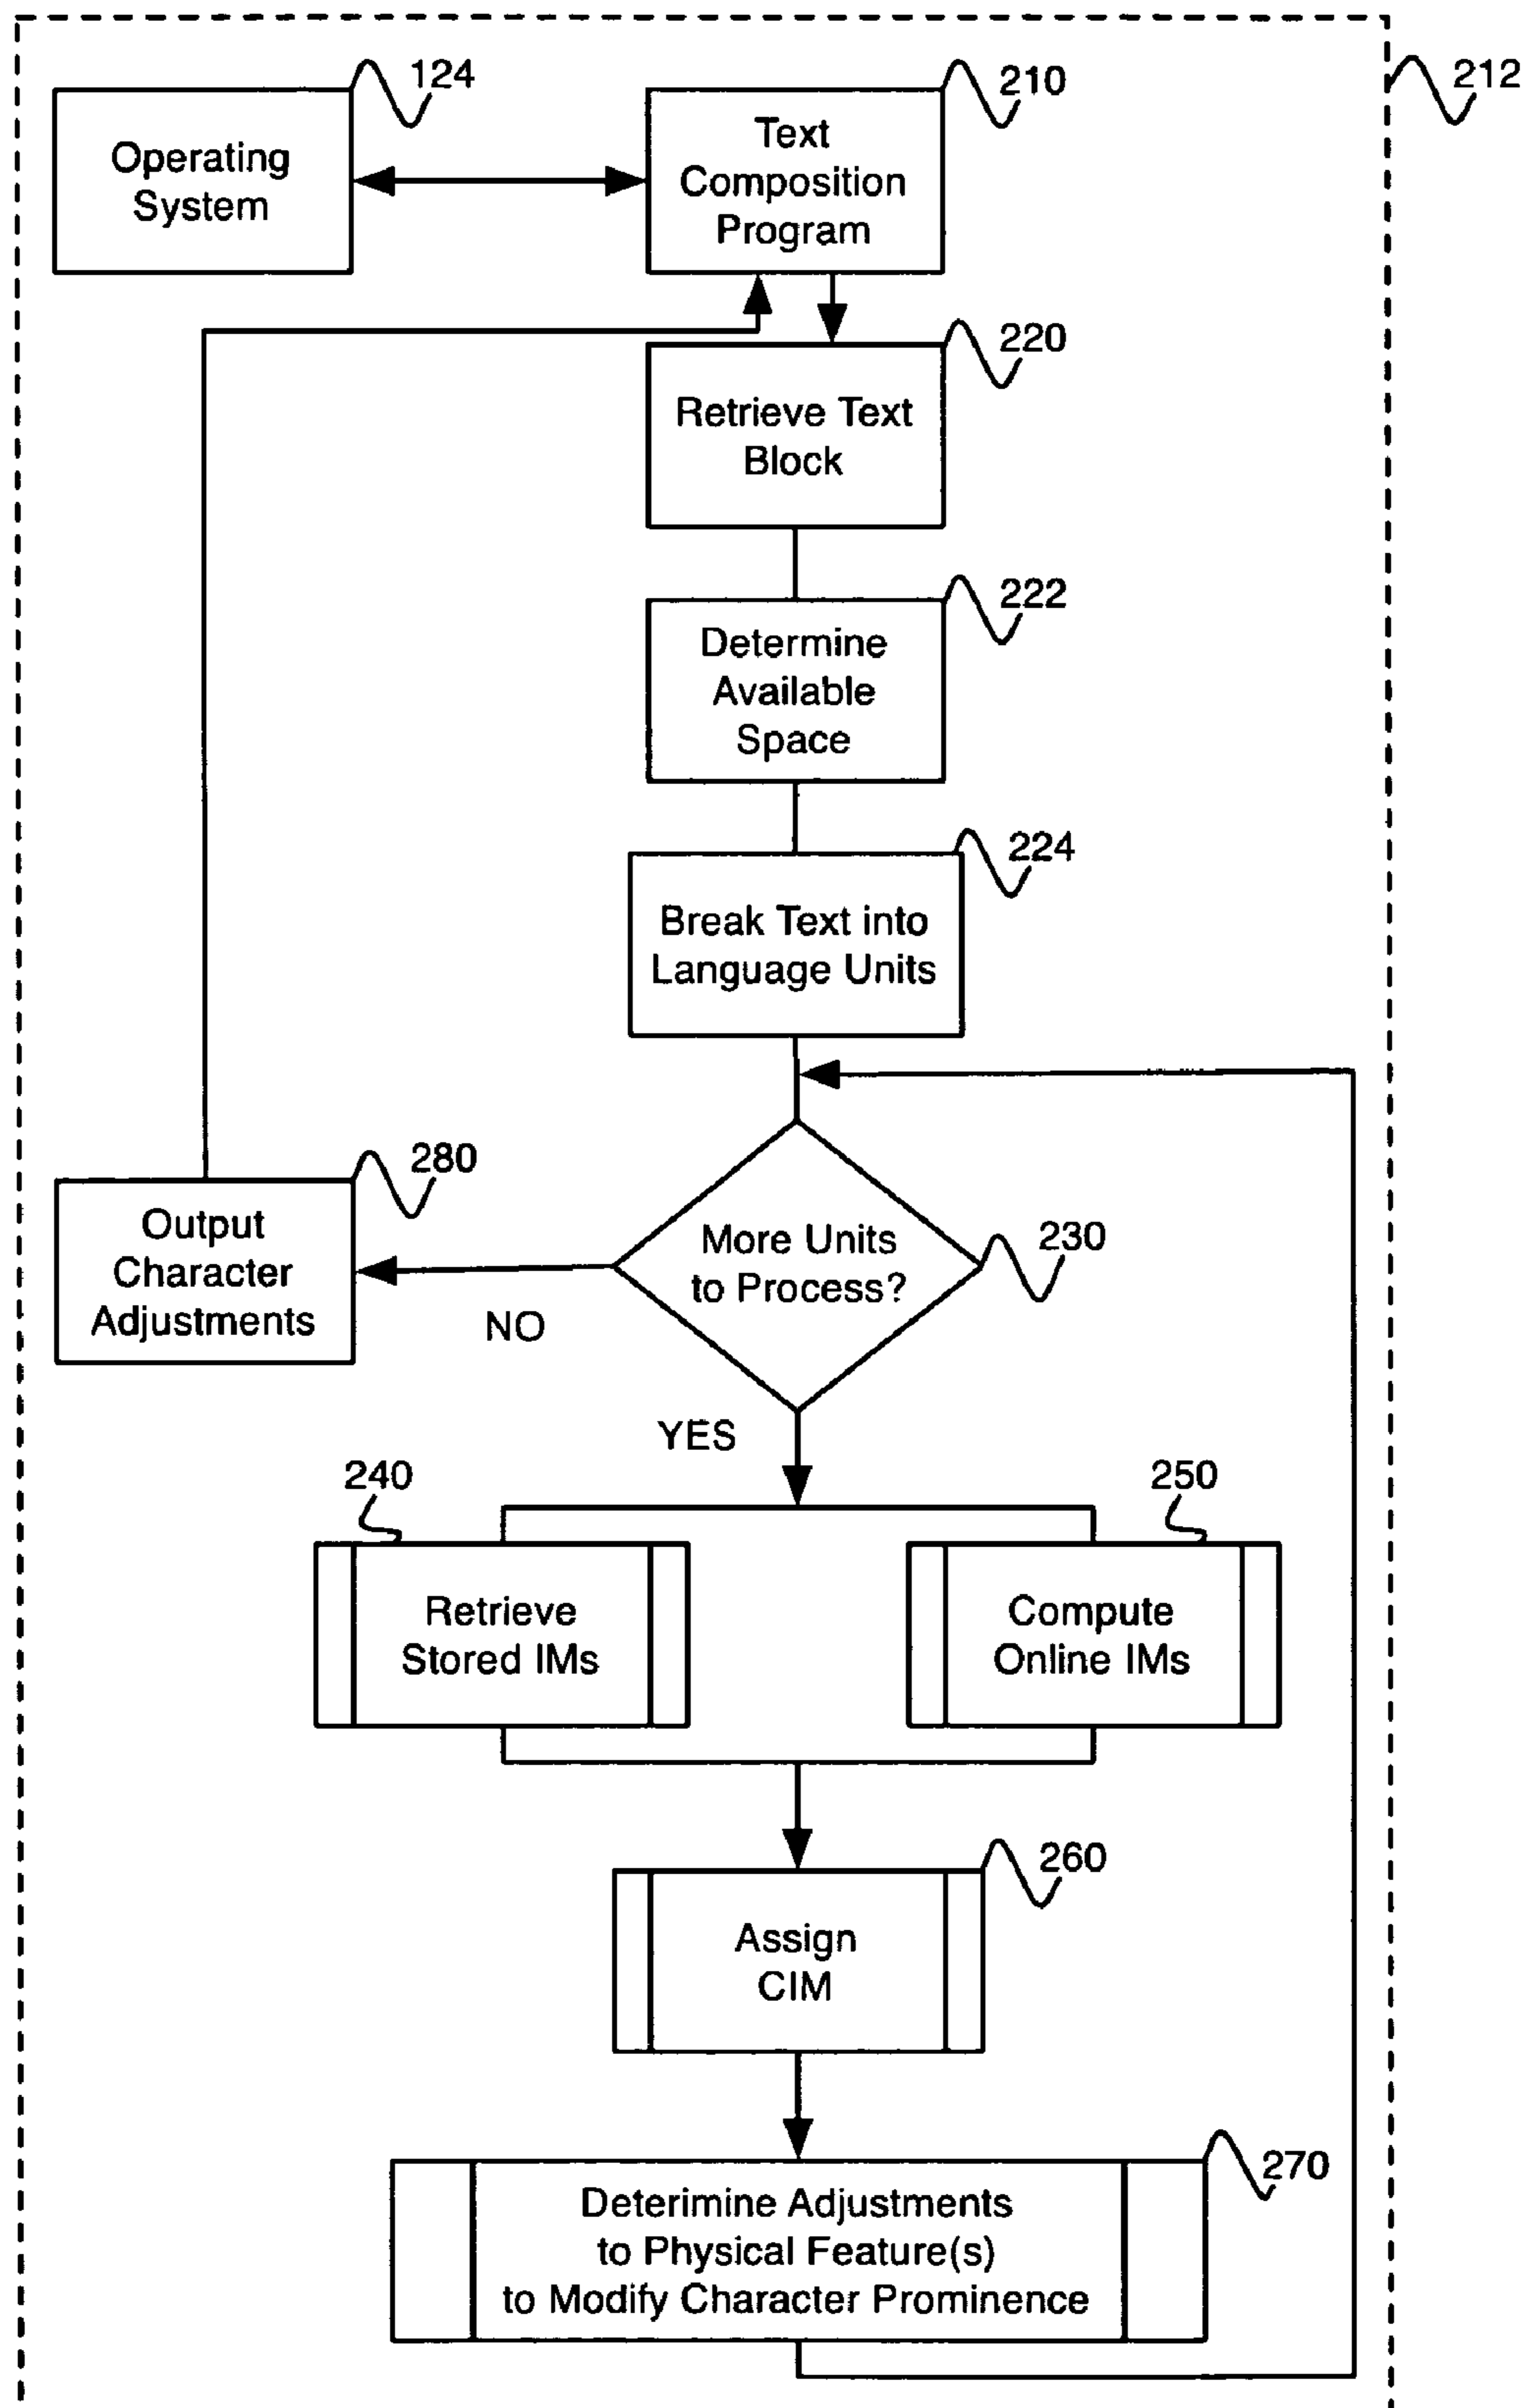 124
210
212
Operating
System
Text
Composition
Program
220
Retrieve Text
Block
222
Determine
Available
Space
224
Break Text into
Language Units
280
Output
Character
Adjustments
230
More Units
to Process?
NO
YES
240
250
Retrieve
Stored IMs
Compute
Online IMs
260
Assign
CIM
270
Deterimine Adjustments
to Physical Feature(s)
to Modify Character Prominence